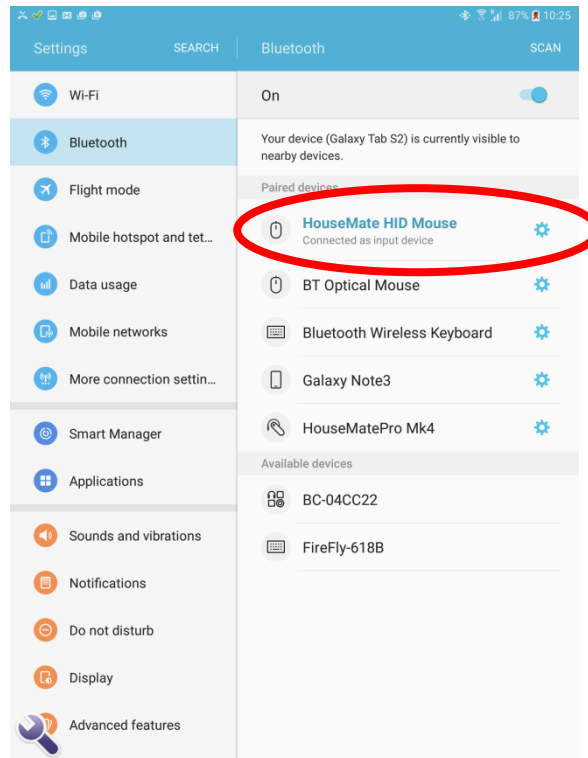 87% 10:25
Settings SEARCH Bluetooth SCAN
Wi-Fi
Bluetooth
Flight mode
Mobile hotspot and tet...
Data usage
Mobile networks
More connection settin...
Smart Manager
Applications
Sounds and vibrations
Notifications
Do not disturb
Display
Advanced features
On
Your device (Galaxy Tab S2) is currently visible to
nearby devices.
Paired devices
HouseMate HID Mouse
Connected as input device
BT Optical Mouse
Bluetooth Wireless Keyboard
Galaxy Note3
HouseMatePro Mk4
Available devices
BC-04CC22
FireFly-618B